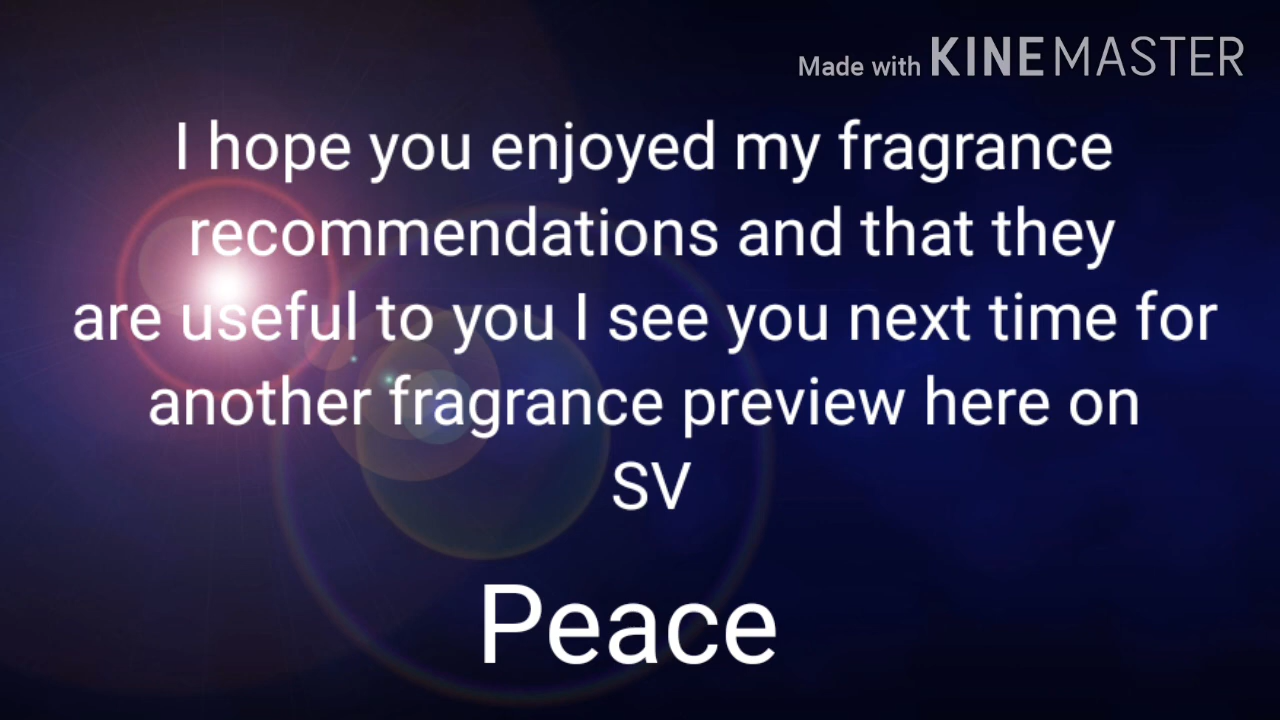 Made with KINEMASTER
I hope you enjoyed my fragrance
recommendations and that they
are useful to you I see you next time for
another fragrance preview here on
SV
Peace